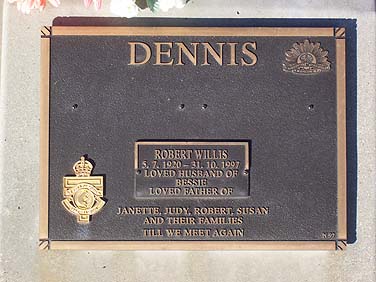 DENNIS
ROBERT WILLIS
5. 7. 1920 – 31. 10. 1997
LOVED HUSBAND OF
BESSIE
LOVED FATHER OF
JANETTE, JUDY, ROBERT, SUSAN
AND THEIR FAMILIES
TILL WE MEET AGAIN